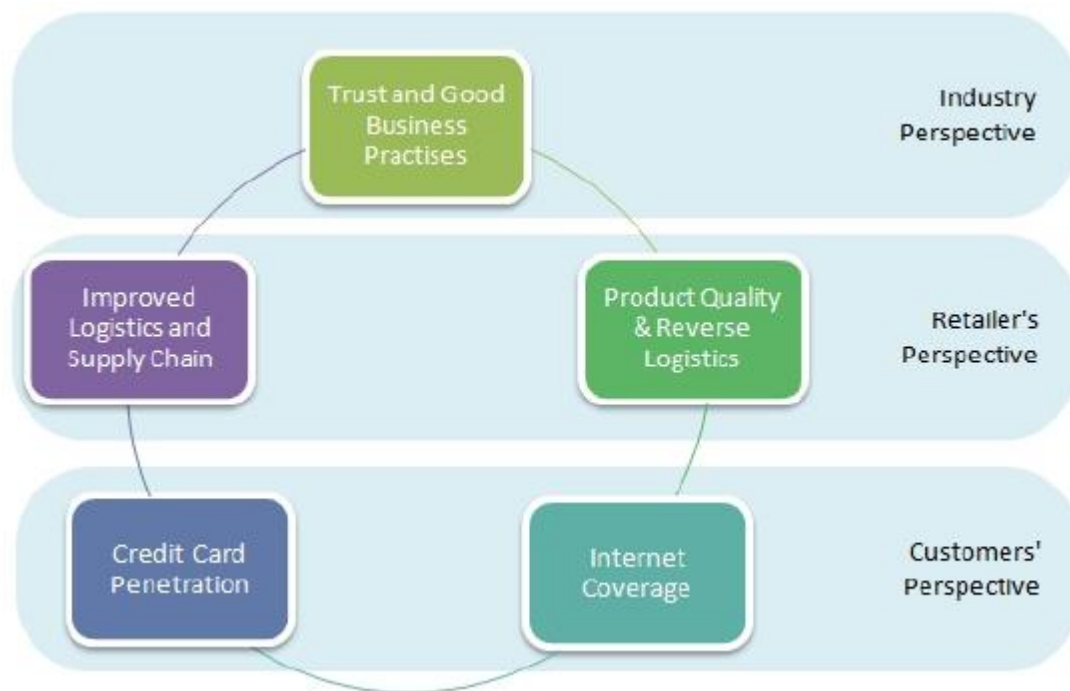 Trust and Good
Business
Practises
Industry
Perspective
Improved
Logistics and
Supply Chain
Product Quality
& Reverse
Logistics
Retailer's
Perspective
Credit Card
Penetration
Internet
Coverage
Customers'
Perspective